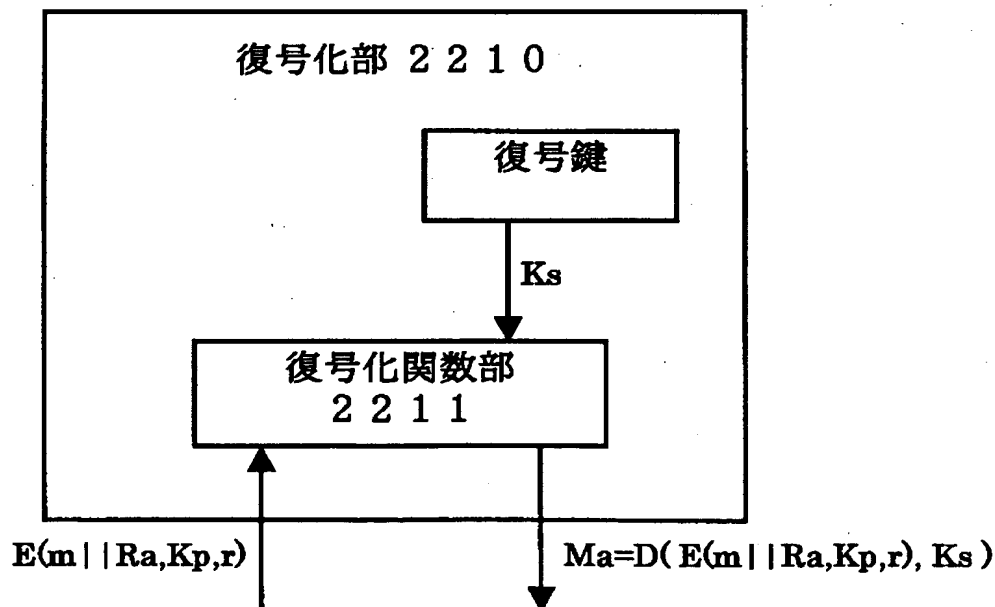 復号化部 ２２１０
復号鍵
Ks
復号化関数部
２２１１
E(m||Ra,Kp,r)
Ma=D( E(m||Ra,Kp,r), Ks )